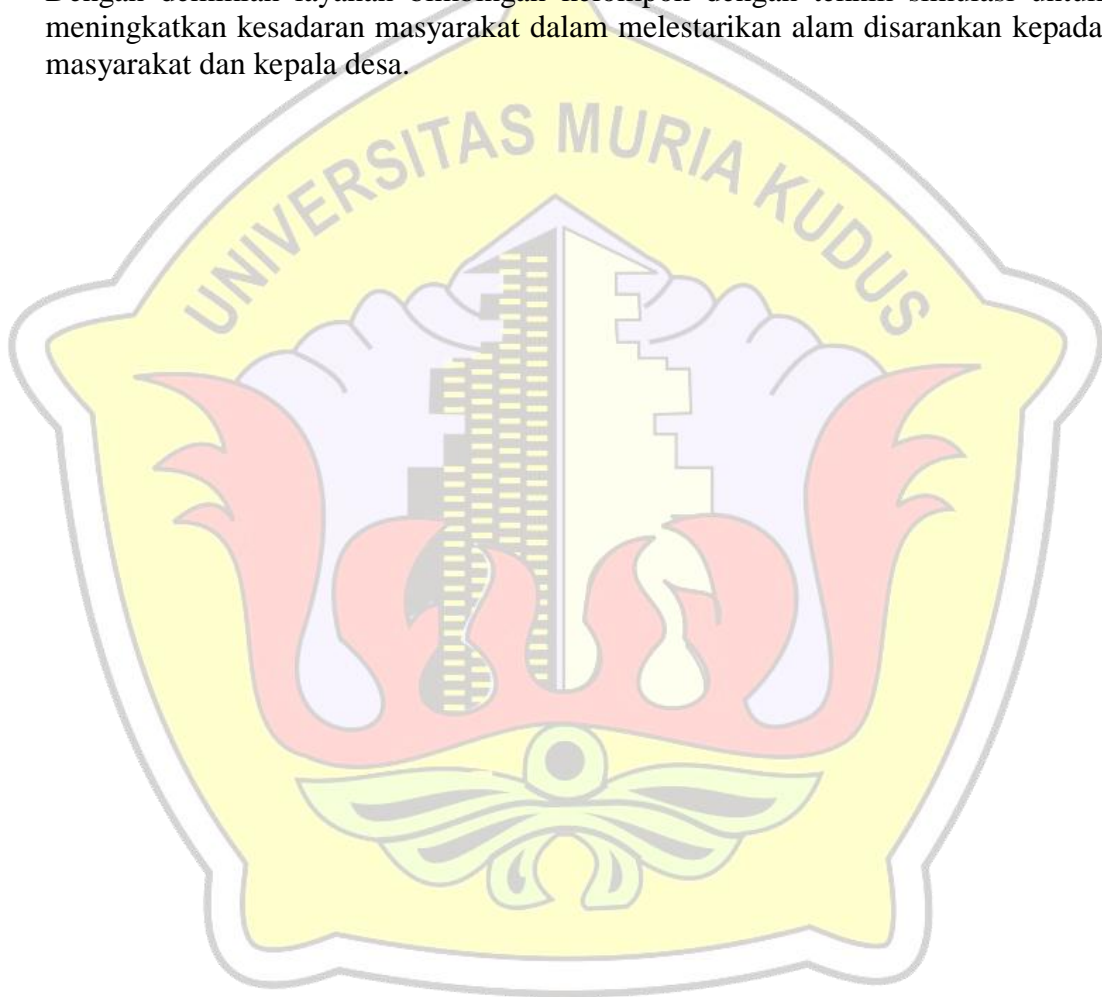 Dengan demikian layanan bimbingan kelompok dengan teknik simulasi untuk
meningkatkan kesadaran masyarakat dalam melestarikan alam disarankan kepada
masyarakat dan kepala desa.
UNIVERSITAS MURIA KUDUS